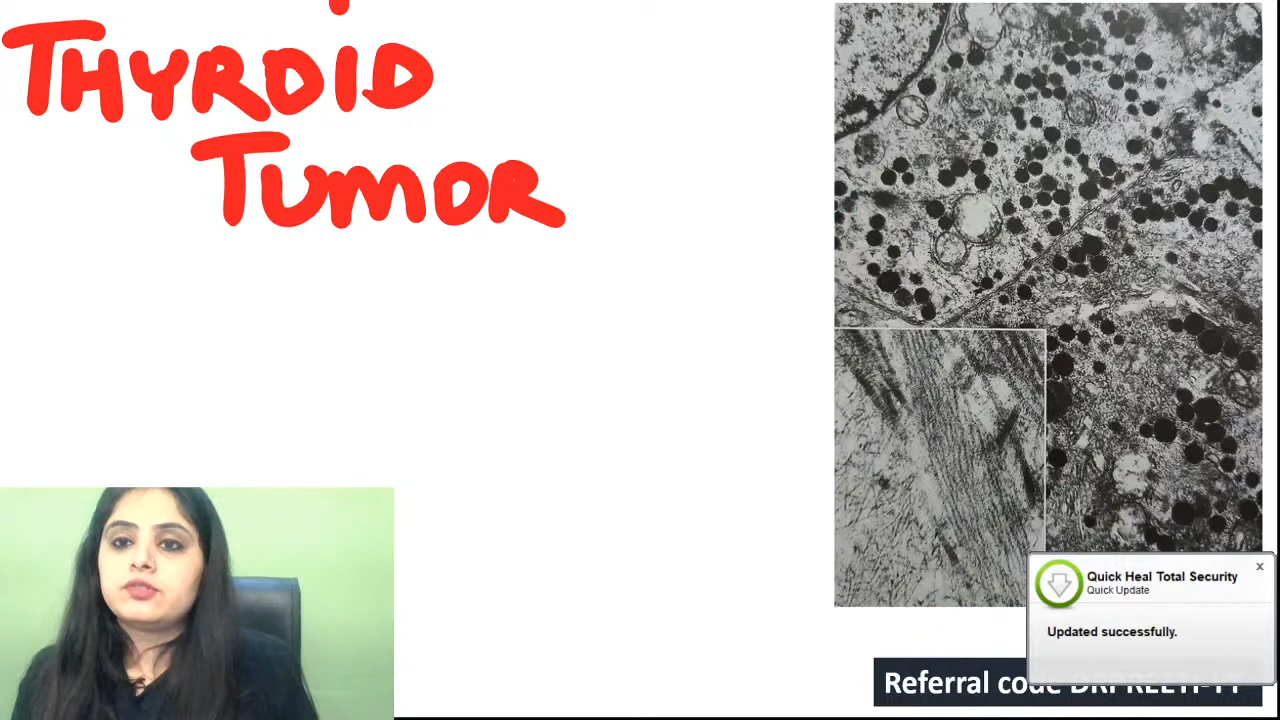 THYROID
TUMOR
Quick Heal Total Security
Quick Update
Updated successfully.
Referral code